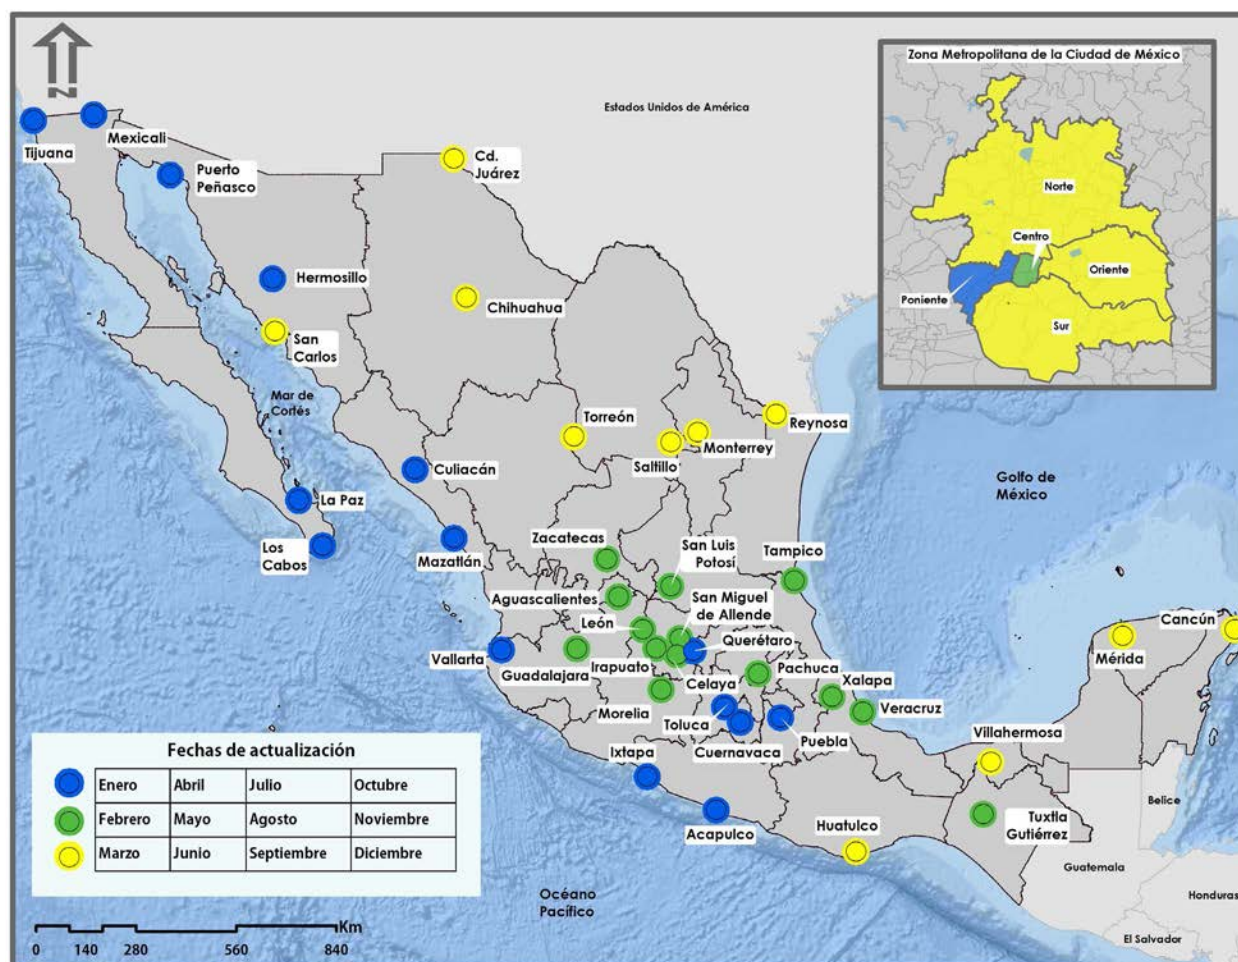 N
Zona Metropolitana de la Ciudad de México
Estados Unidos de América
Norte
Centro
Oriente
Poniente
Sur
Tijuana
Mexicali
Puerto
Peñasco
Cd.
Juárez
Hermosillo
Chihuahua
San
Carlos
Mar de
Cortés
Torreón
Reynosa
Monterrey
Saltillo
Culiacán
Golfo de
México
La Paz
Los
Cabos
Mazatlán
Zacatecas
San Luis
Potosí
Tampico
Aguascalientes
San Miguel
de Allende
León
Querétaro
Cancún
Mérida
Vallarta
Guadalajara
Irapuato
Pachuca
Celaya
Xalapa
Morelia
Veracruz
Toluca
Cuernavaca
Puebla
Villahermosa
Ixtapa
Acapulco
Huatulco
Tuxtla
Gutiérrez
Belice
Guatemala
Honduras
El Salvador
Océano
Pacífico
Fechas de actualización
Enero Abril Julio Octubre
Febrero Mayo Agosto Noviembre
Marzo Junio Septiembre Diciembre
Km
0 140 280 560 840